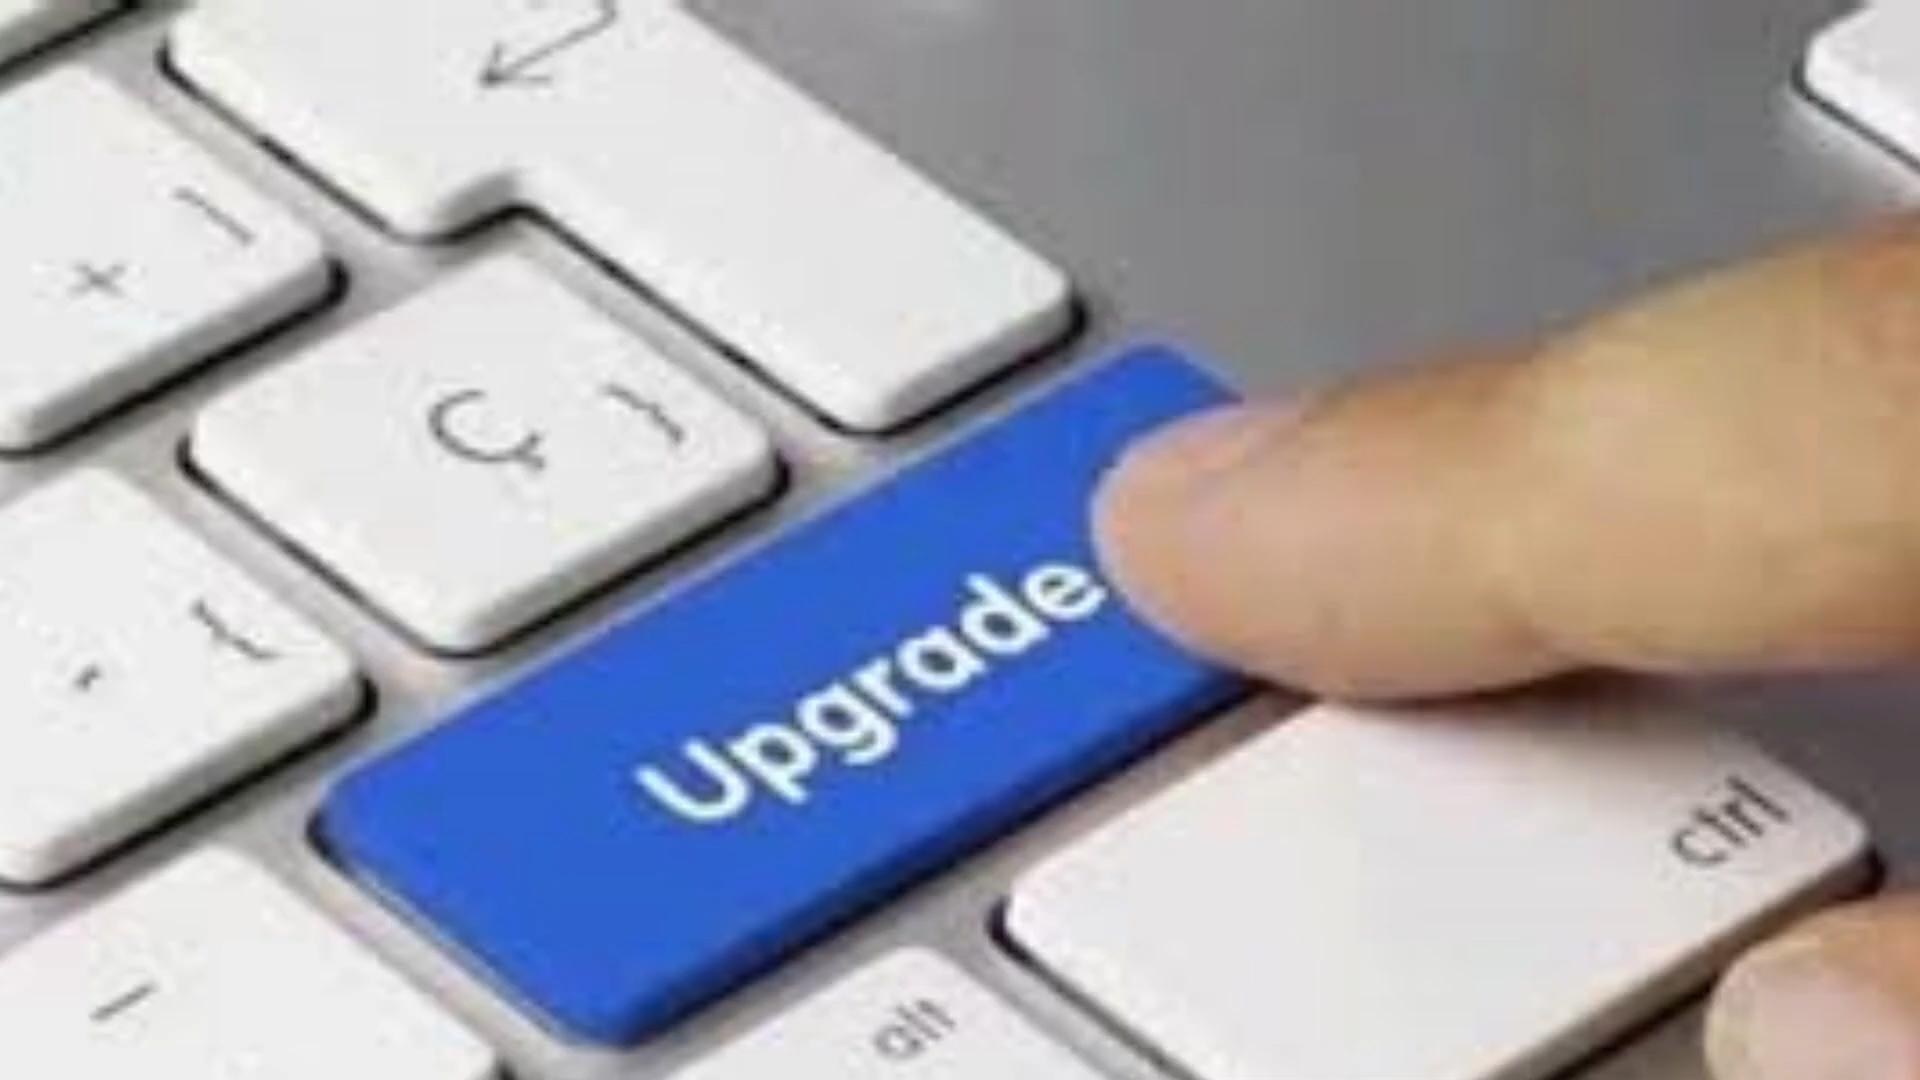 +
Ç }
- {
Upgrade
ctrl
-
alt